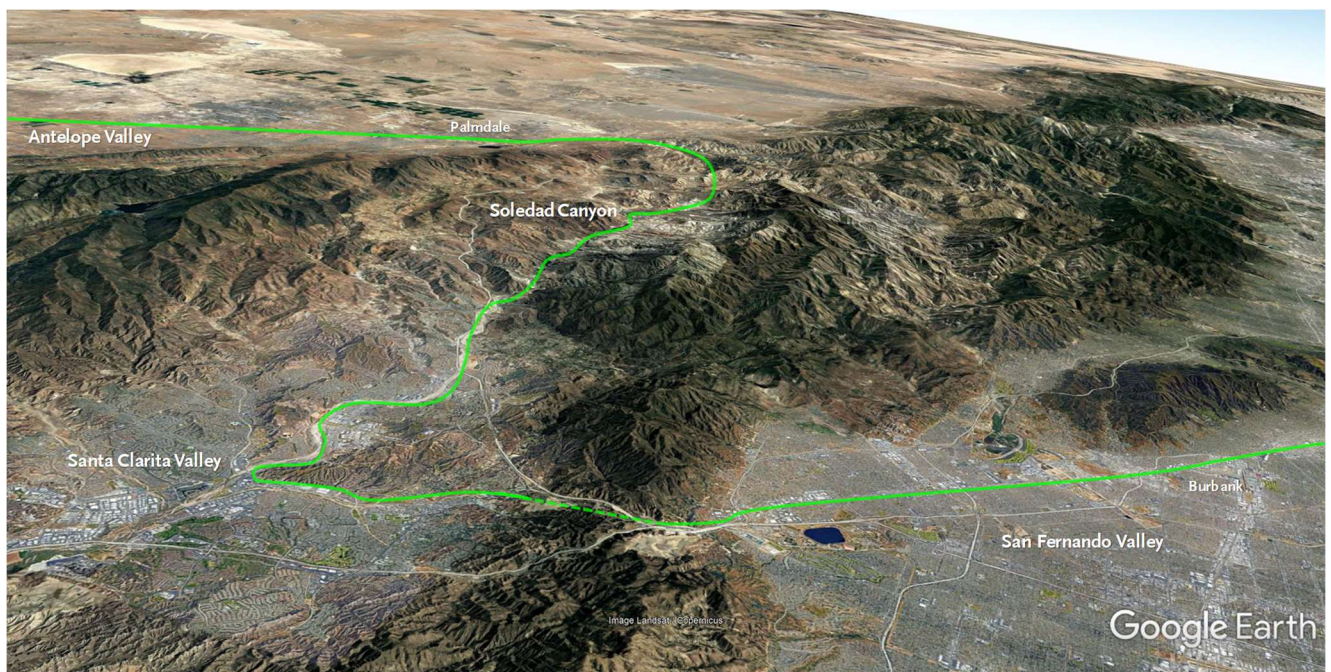 Palmdale
Antelope Valley
Soledad Canyon
Santa Clarita Valley
Burbank
San Fernando Valley
Image Landsat / Copernicus
Google Earth